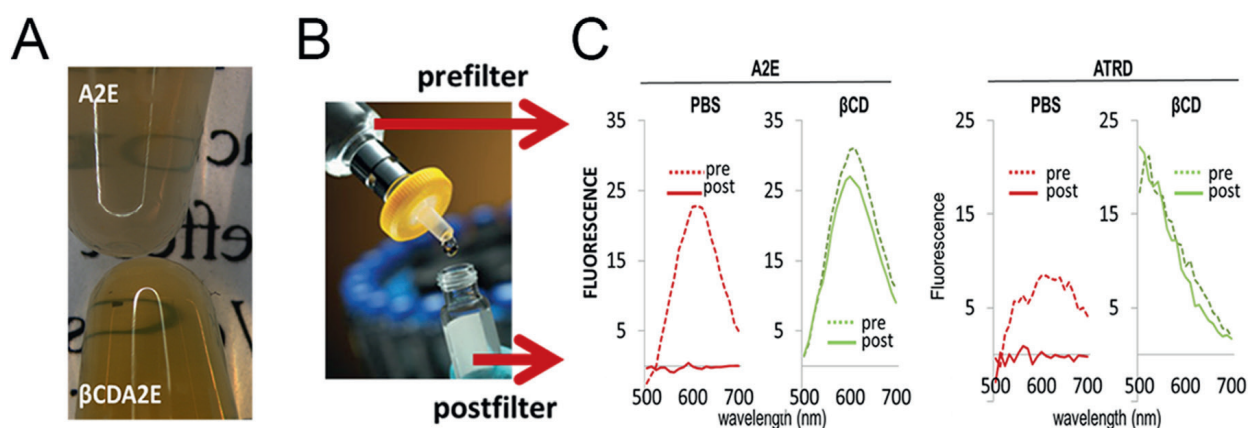 A
B
C
A2E
βCDA2E
prefilter
postfilter
A2E
PBS
βCD
FLUORESCENCE
35
25
15
5
pre
post
500 600 700
35
25
15
5
pre
post
500 600 700
wavelength (nm)
ATRD
PBS
βCD
Fluorescence
25
15
5
pre
post
500 600 700
25
15
5
pre
post
500 600 700
wavelength (nm)